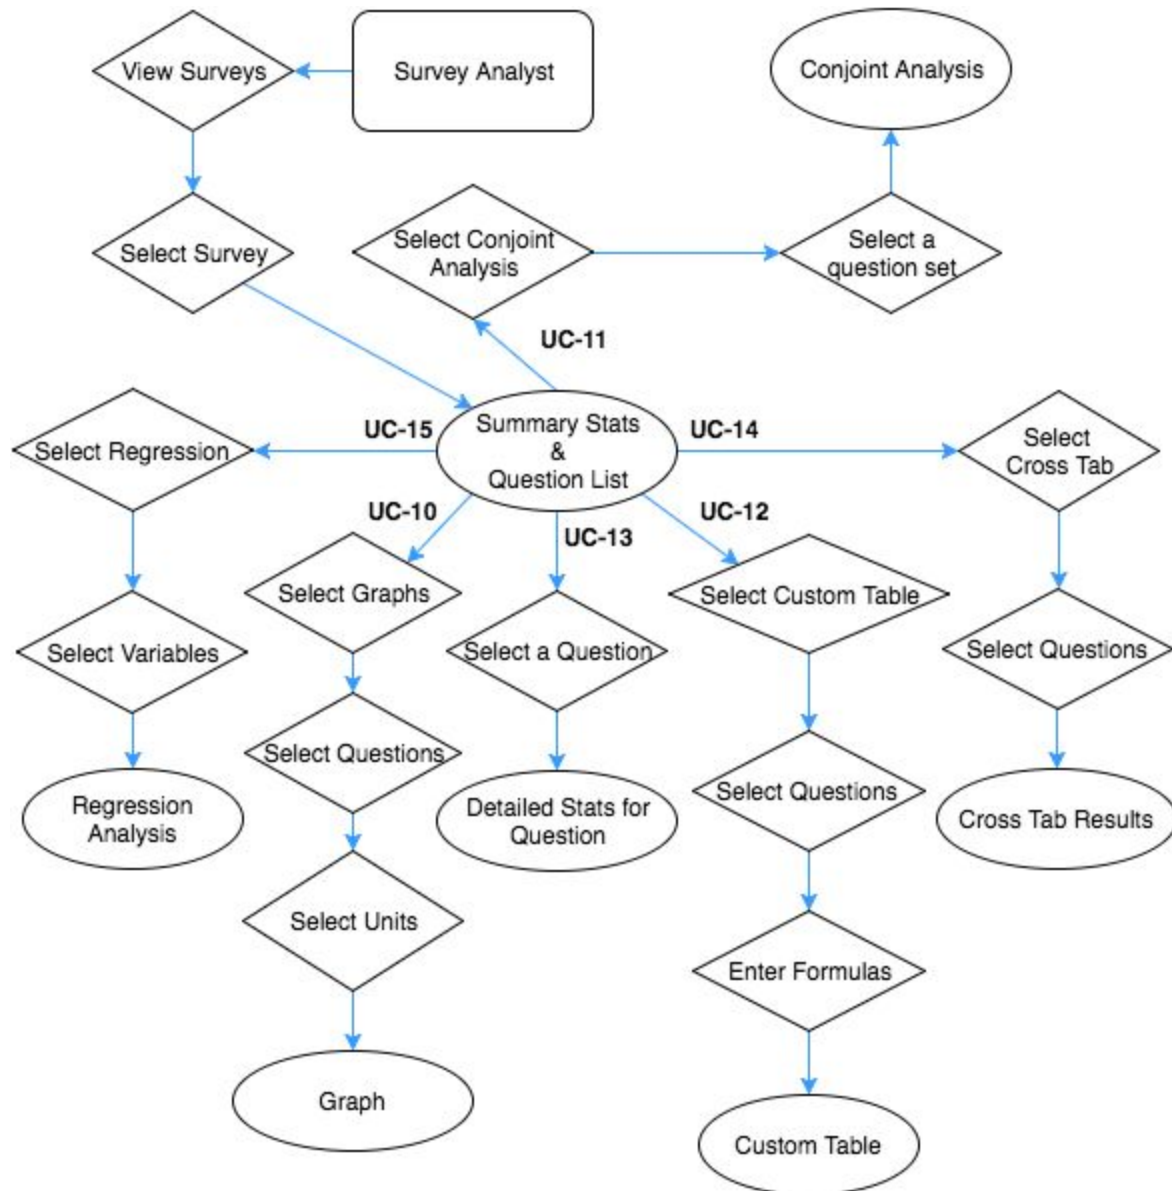 View Surveys
Survey Analyst
Conjoint Analysis
Select Survey
Select Conjoint
Analysis
Select a
question set
UC-11
UC-15
Summary Stats
&
Question List
UC-14
Select Regression
Select
Cross Tab
UC-10
UC-13
UC-12
Select Graphs
Select a Question
Select Custom Table
Select Variables
Select Questions
Select Questions
Select Questions
Regression
Analysis
Detailed Stats for
Question
Cross Tab Results
Select Units
Enter Formulas
Graph
Custom Table